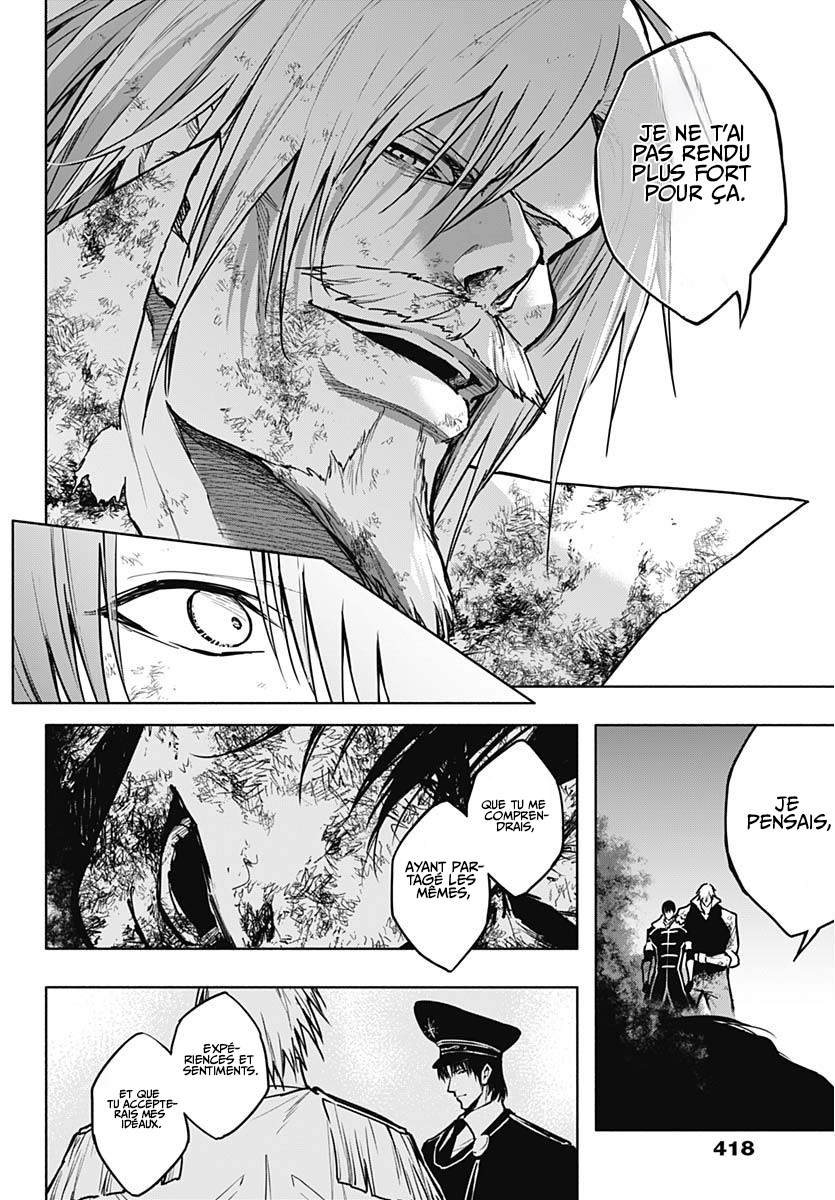 JE NE T'AI
PAS RENDU
PLUS FORT
POUR ÇA.
JE
PENSAIS,
QUE TU ME
COMPREN-
DRAIS,
AYANT PAR-
TAGÉ LES
MÊMES,
EXPÉ-
RIENCES ET
SENTIMENTS.
ET QUE
TU ACCEPTE-
RAIS MES
IDÉAUX.
418